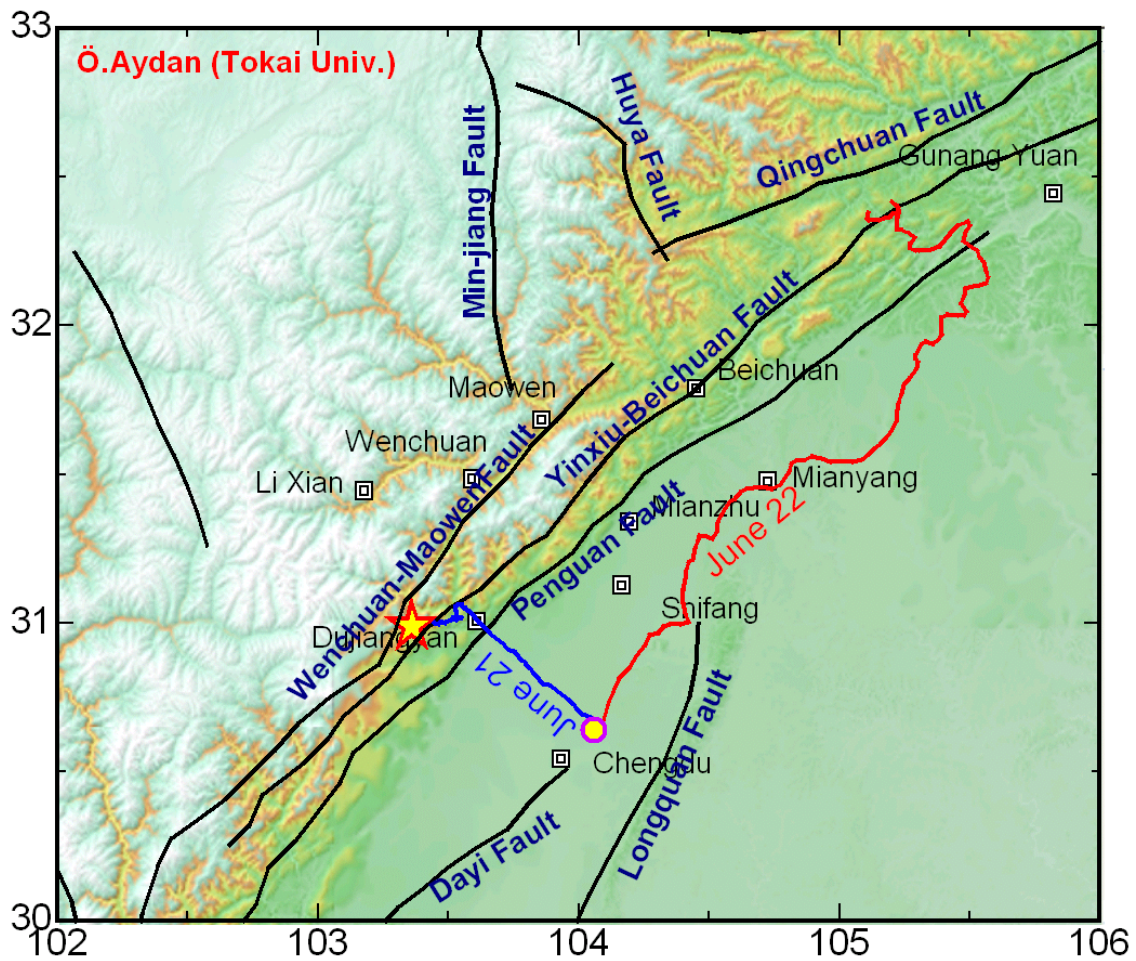 33
Ö.Aydan (Tokai Univ.)
Huya Fault
Min-jiang Fault
Qingchuan Fault
Gunang Yuan
32
Yinxiu-Beichuan Fault
Beichuan
Maowen
Wenchuan
Li Xian
Wenchuan-MaowenFault
Mianyang
Mianzhu
June 22
Penguan Fault
31
Shifang
Dujiangyan
June 21
Chengdu
Longquan Fault
Dayi Fault
30
102
103
104
105
106